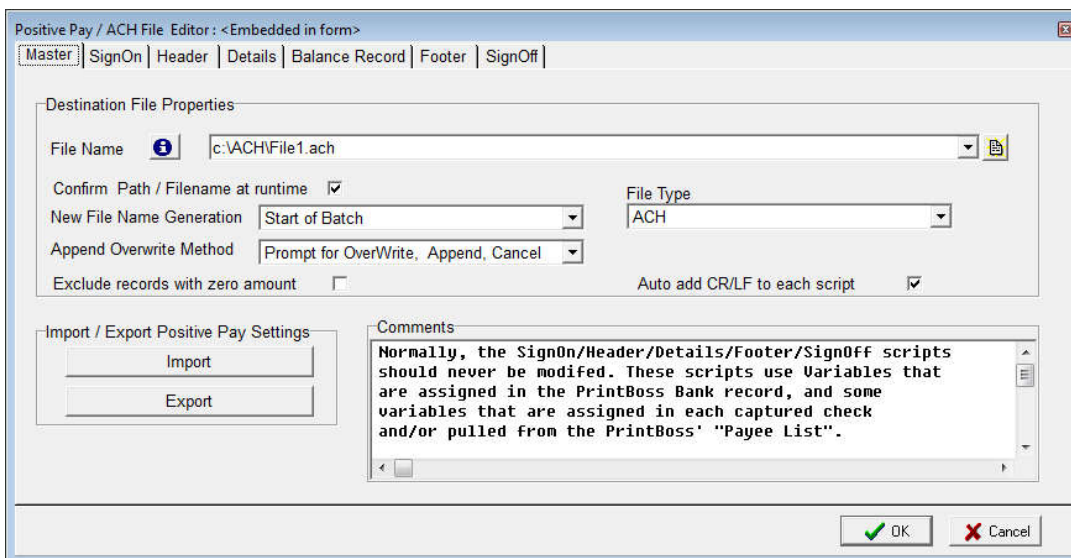 Positive Pay / ACH File Editor : <Embedded in form>
Master SignOn Header Details Balance Record Footer SignOff
Destination File Properties
File Name c:\ACH\File1.ach
Confirm Path / Filename at runtime
File Type
New File Name Generation Start of Batch ACH
Append Overwrite Method Prompt for OverWrite, Append, Cancel
Exclude records with zero amount Auto add CR/LF to each script
Import / Export Positive Pay Settings
Import
Export
Comments
Normally, the SignOn/Header/Details/Footer/SignOff scripts
should never be modifed. These scripts use Variables that
are assigned in the PrintBoss Bank record, and some
variables that are assigned in each captured check
and/or pulled from the PrintBoss' "Payee List".
OK Cancel